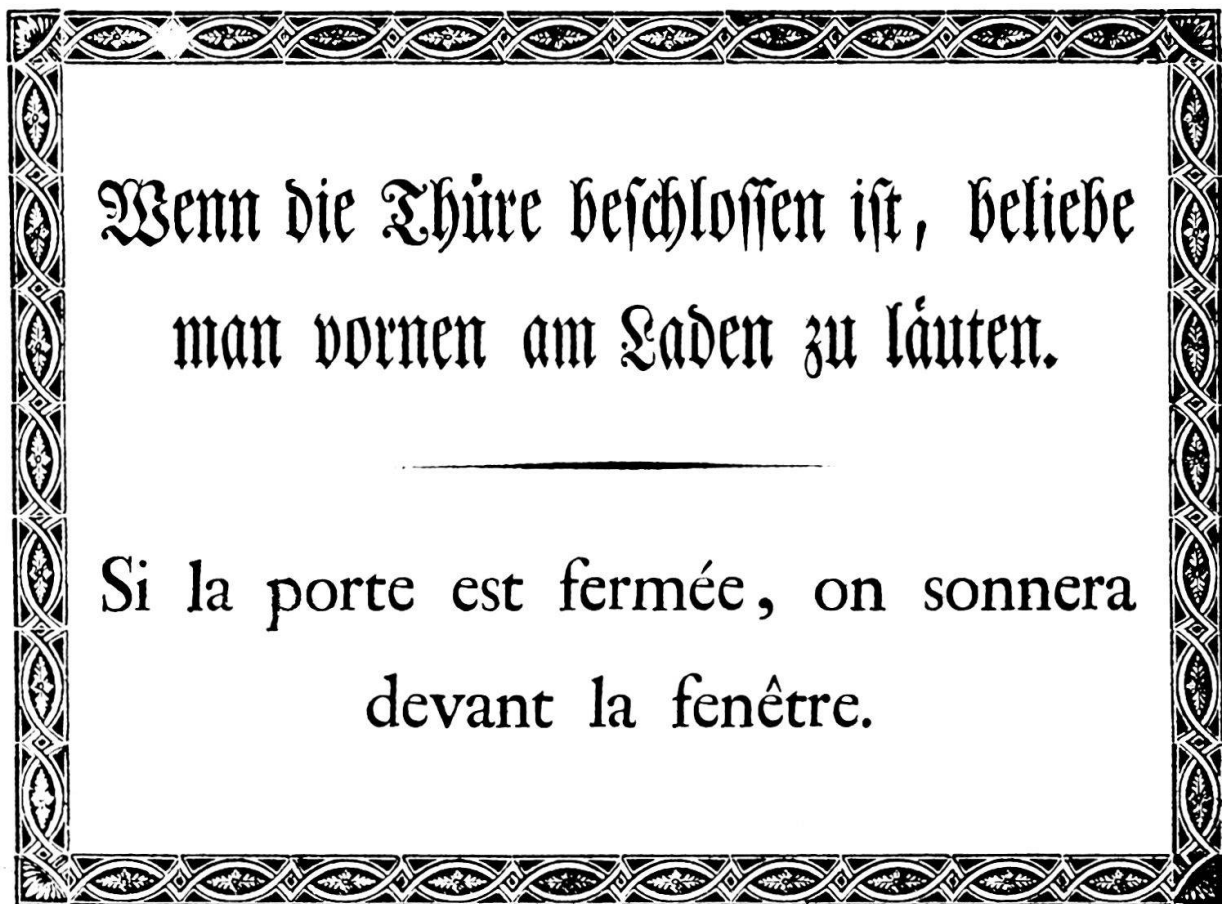 Wenn die Thüre beſchloſſen iſt, beliebe
man vornen am Laden zu läuten.
Si la porte est fermée, on sonnera
devant la fenêtre.